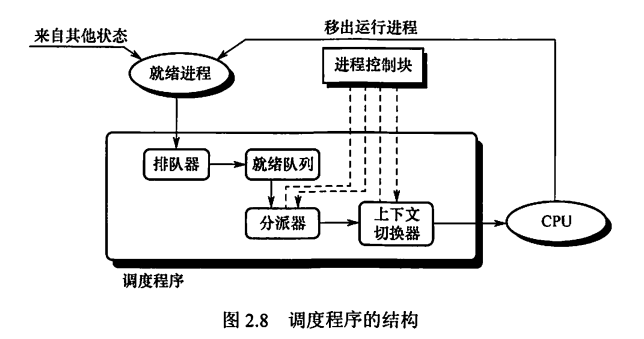 来自其他状态
移出运行进程
就绪进程
进程控制块
排队器
就绪队列
分派器
上下文
切换器
CPU
调度程序
图 2.8 调度程序的结构